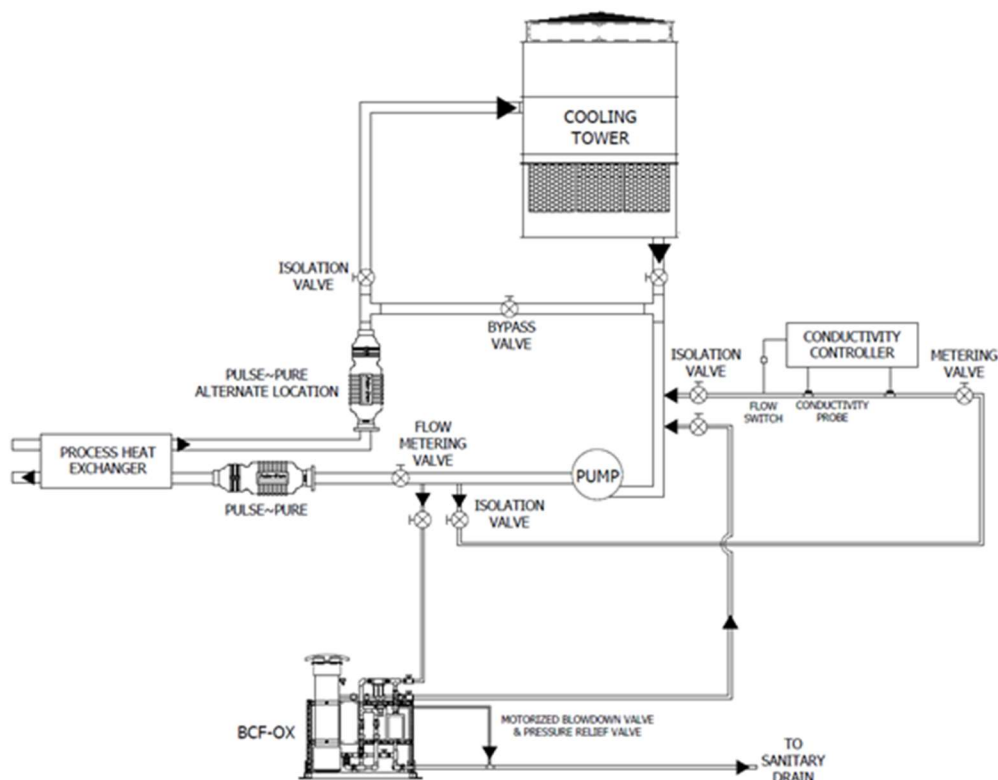 COOLING
TOWER
ISOLATION
VALVE
BYPASS
VALVE
CONDUCTIVITY
CONTROLLER
ISOLATION
VALVE
METERING
VALVE
PULSE~PURE
ALTERNATE LOCATION
FLOW
SWITCH
CONDUCTIVITY
PROBE
FLOW
METERING
VALVE
PROCESS HEAT
EXCHANGER
PUMP
PULSE~PURE
ISOLATION
VALVE
BCF-OX
MOTORIZED BLOWDOWN VALVE
& PRESSURE RELIEF VALVE
TO
SANITARY
DRAIN